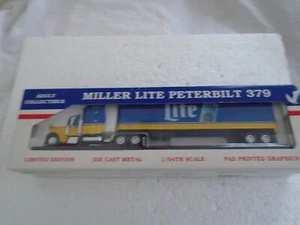 ADULT
COLLECTIBLE
MILLER LITE PETERBILT 379
Lite
LIMITED EDITION DIE CAST METAL 1/64TH SCALE PAD PRINTED GRAPHICS